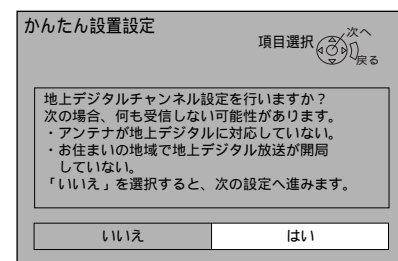 かんたん設置設定
項目選択
次へ
戻る
地上デジタルチャンネル設定を行いますか？
次の場合、何も受信しない可能性があります。
・アンテナが地上デジタルに対応していない。
・お住まいの地域で地上デジタル放送が開局
していない。
「いいえ」を選択すると、次の設定へ進みます。
いいえ
はい